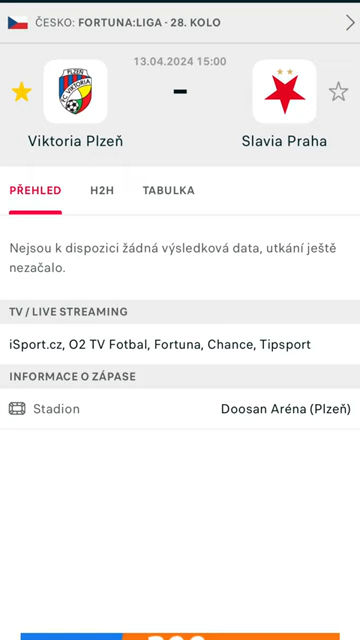 ČESKO: FORTUNA:LIGA - 28. KOLO
13.04.2024 15:00
-
Viktoria Plzeň
Slavia Praha
PŘEHLED H2H TABULKA
Nejsou k dispozici žádná výsledková data, utkání ještě
nezačalo.
TV / LIVE STREAMING
iSport.cz, O2 TV Fotbal, Fortuna, Chance, Tipsport
INFORMACE O ZÁPASE
Stadion Doosan Aréna (Plzeň)